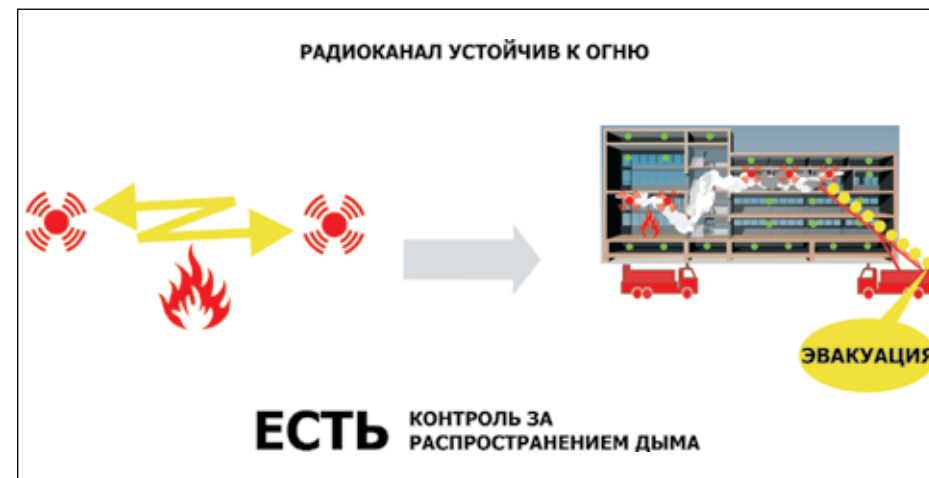 РАДИОКАНАЛ УСТОЙЧИВ К ОГНЮ
ЭВАКУАЦИЯ
ЕСТЬ КОНТРОЛЬ ЗА
РАСПРОСТРАНЕНИЕМ ДЫМА